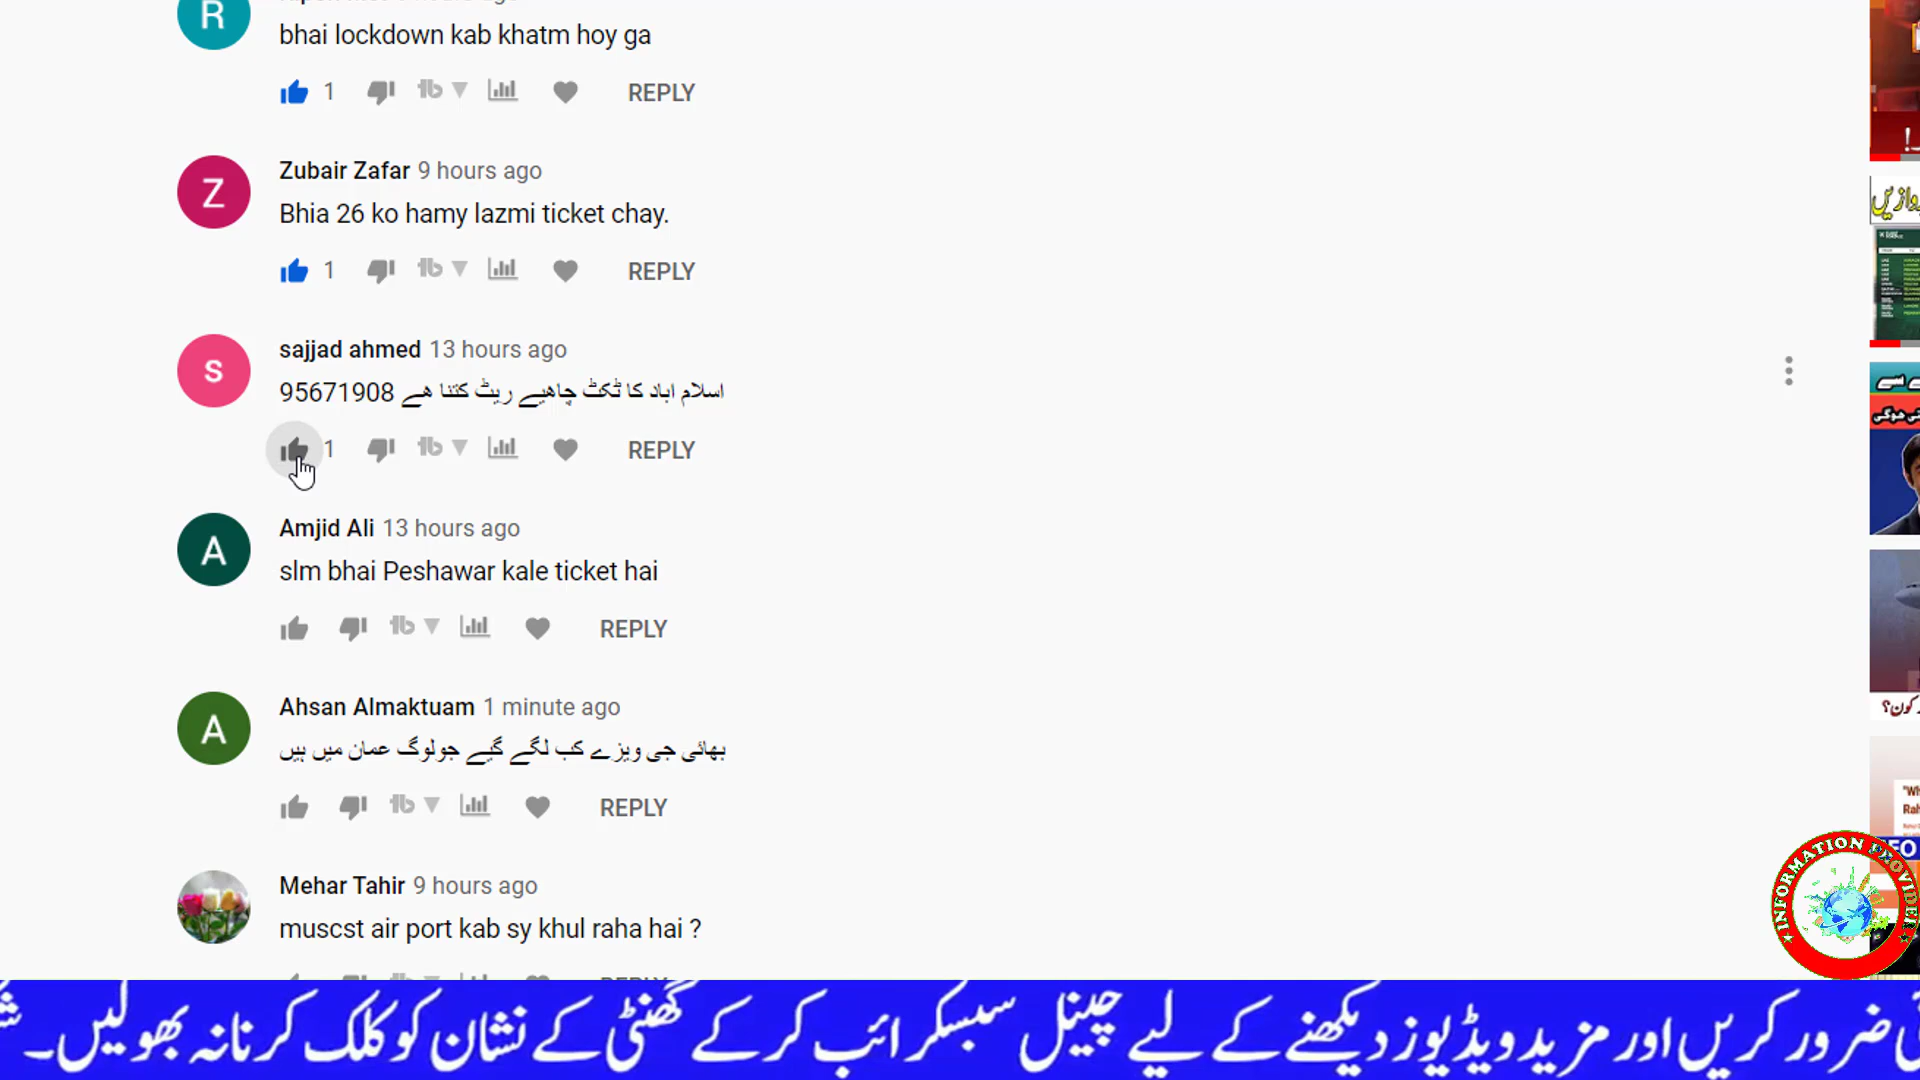 R
bhai lockdown kab khatm hoy ga
1 REPLY
Z
Zubair Zafar 9 hours ago
Bhia 26 ko hamy lazmi ticket chay.
1 REPLY
s
sajjad ahmed 13 hours ago
اسلام اباد کا ٹکٹ چاھیے ریٹ کتنا ھے 95671908
1 REPLY
A
Amjid Ali 13 hours ago
slm bhai Peshawar kale ticket hai
REPLY
A
Ahsan Almaktuam 1 minute ago
بھائی جی ویزے کب لگے گیے جولوگ عمان میں ہیں
REPLY
Mehar Tahir 9 hours ago
muscst air port kab sy khul raha hai ?
REPLY
INFORMATION PROVIDER
ضرور کریں اور مزید ویڈیوز دیکھنے کے لیے چینل سبسکرائب کر کے گھنٹی کے نشان کو کلک کرنا نہ بھولیں۔